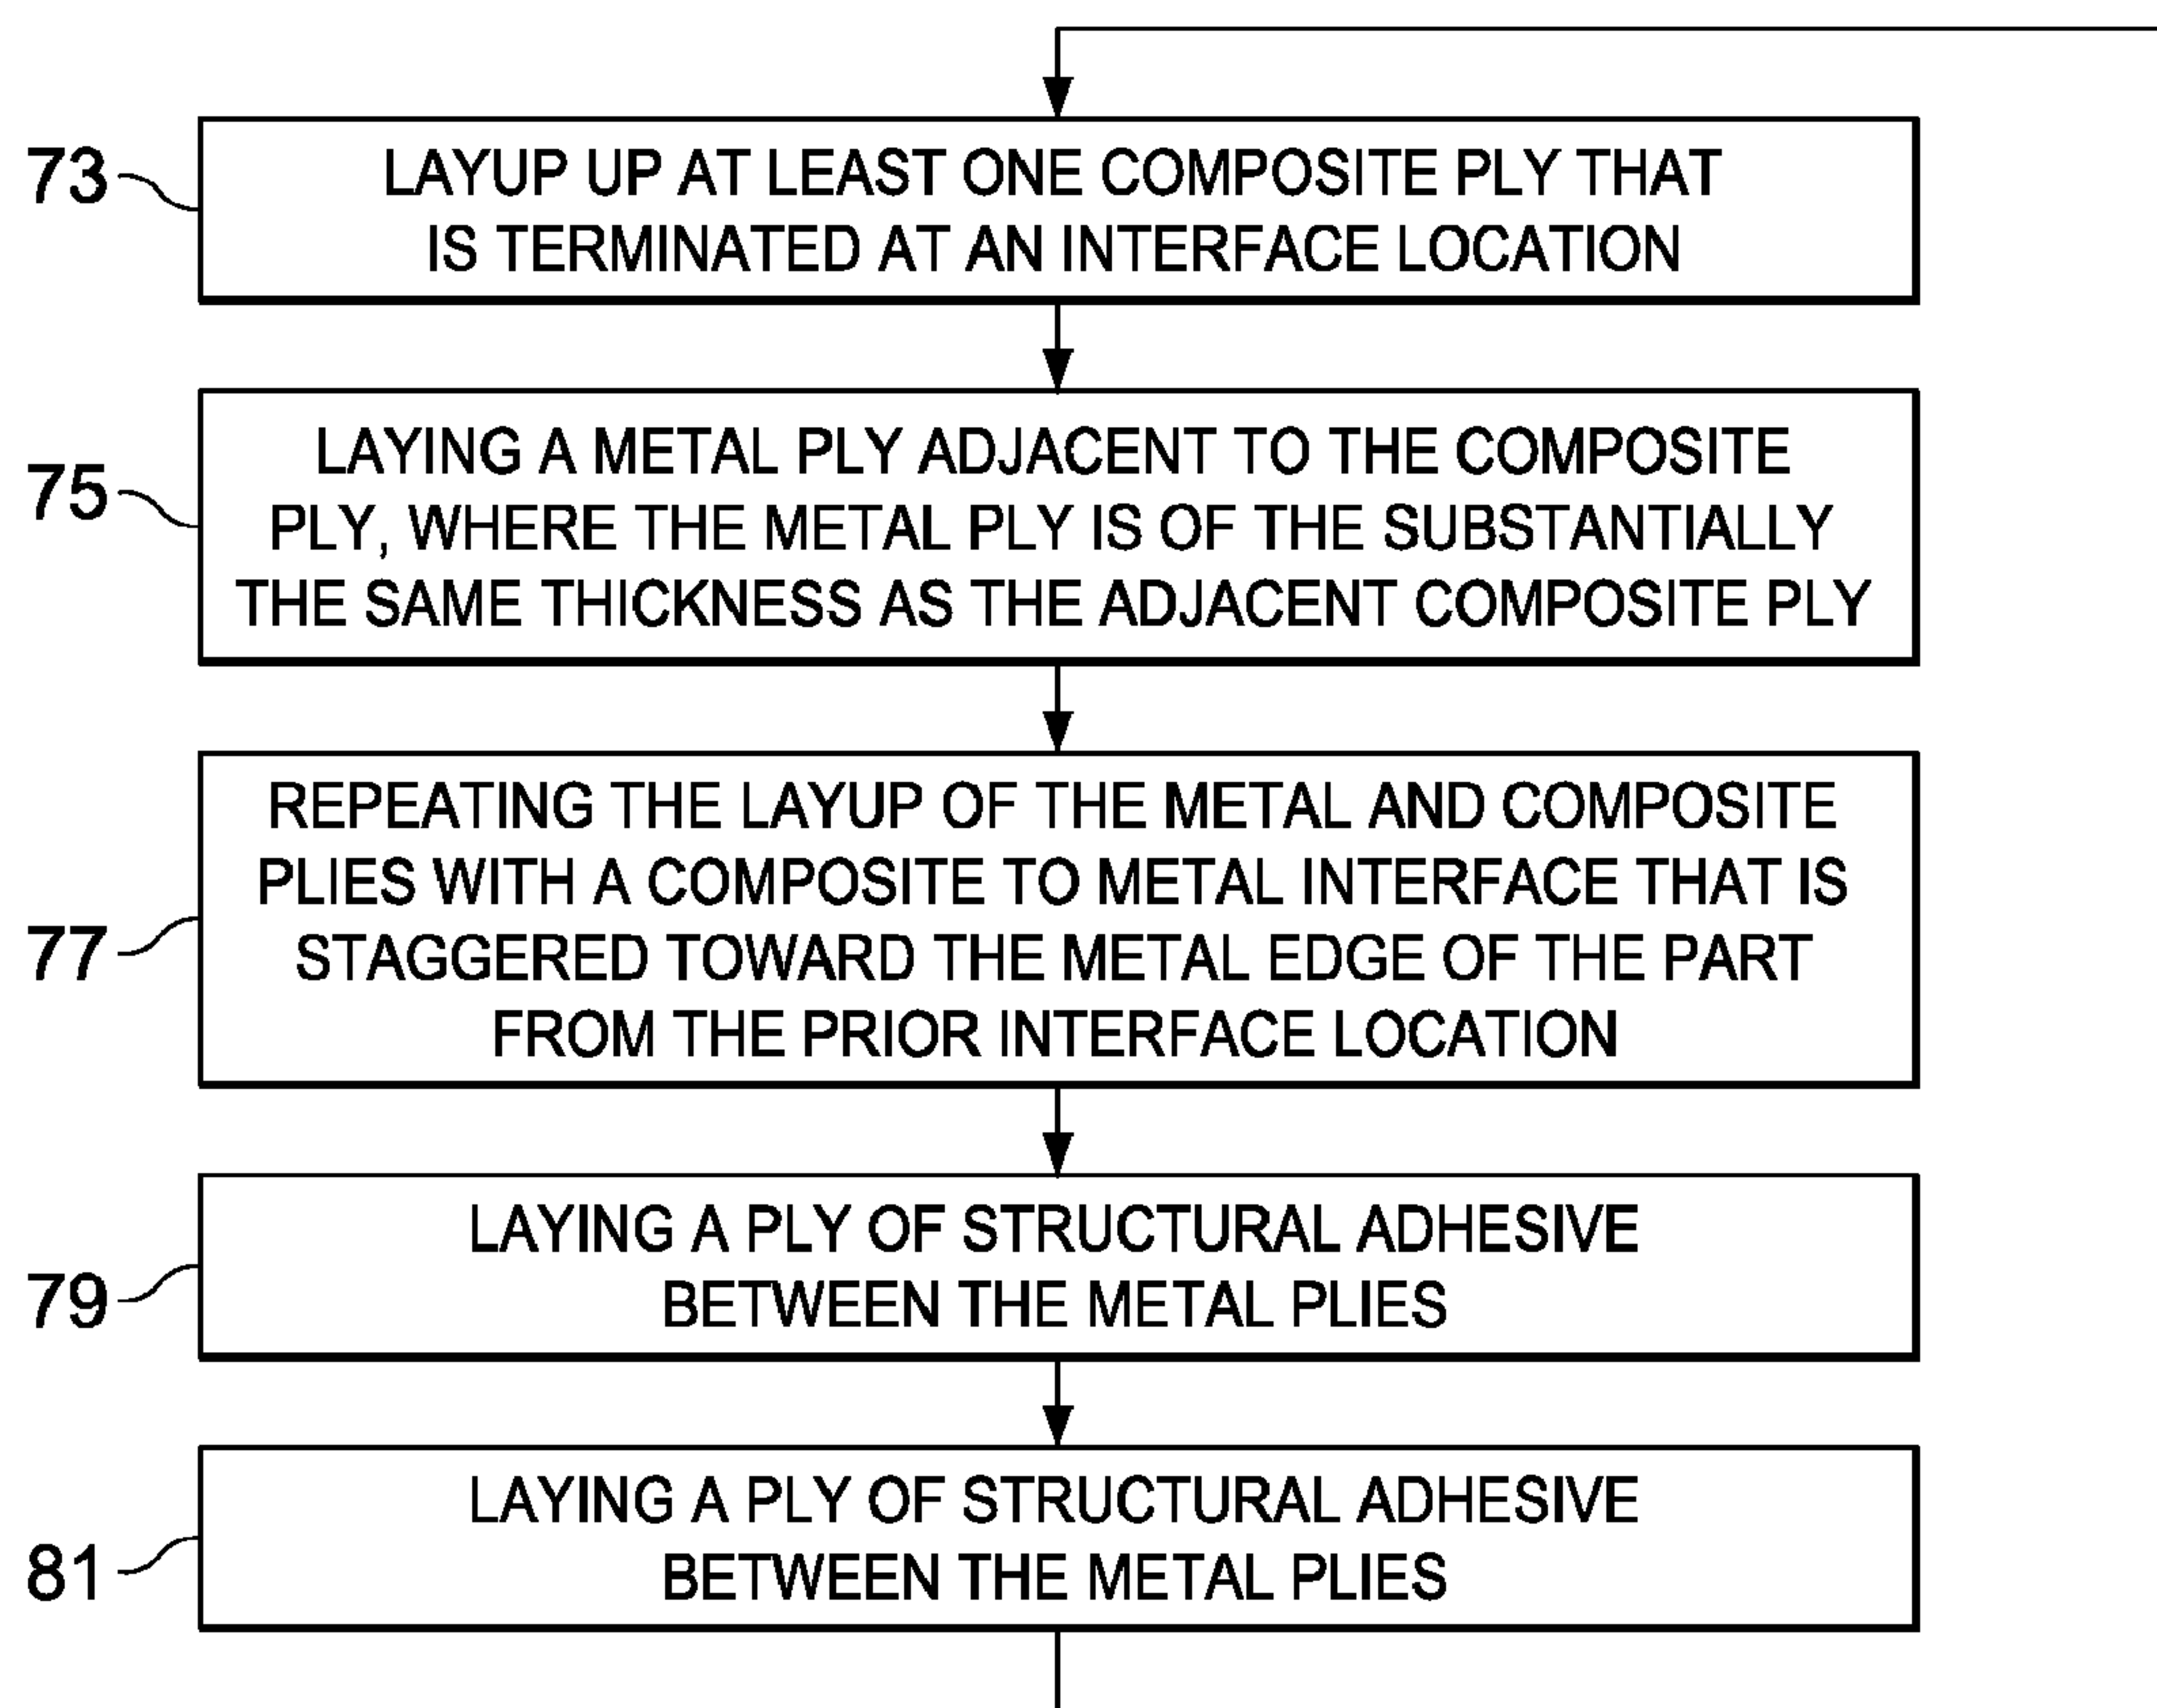 73
LAYUP UP AT LEAST ONE COMPOSITE PLY THAT
IS TERMINATED AT AN INTERFACE LOCATION
75
LAYING A METAL PLY ADJACENT TO THE COMPOSITE
PLY, WHERE THE METAL PLY IS OF THE SUBSTANTIALLY
THE SAME THICKNESS AS THE ADJACENT COMPOSITE PLY
77
REPEATING THE LAYUP OF THE METAL AND COMPOSITE
PLIES WITH A COMPOSITE TO METAL INTERFACE THAT IS
STAGGERED TOWARD THE METAL EDGE OF THE PART
FROM THE PRIOR INTERFACE LOCATION
79
LAYING A PLY OF STRUCTURAL ADHESIVE
BETWEEN THE METAL PLIES
81
LAYING A PLY OF STRUCTURAL ADHESIVE
BETWEEN THE METAL PLIES